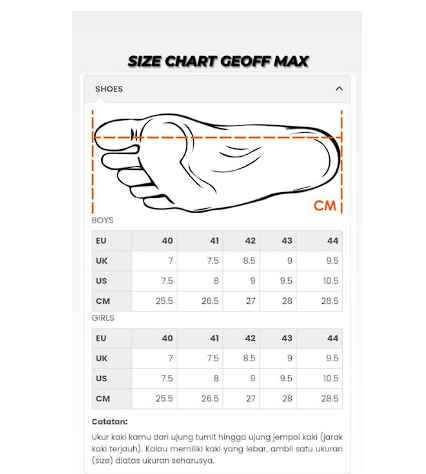 SIZE CHART GEOFF MAX
SHOES
CM
BOYS
EU 40 41 42 43 44
UK 7 7.5 8.5 9 9.5
US 7.5 8 9 9.5 10.5
CM 25.5 26.5 27 28 28.5
GIRLS
EU 40 41 42 43 44
UK 7 7.5 8.5 9 9.5
US 7.5 8 9 9.5 10.5
CM 25.5 26.5 27 28 28.5
Catatan:
Ukur kaki kamu dari ujung tumit hingga ujung jempol kaki (jarak
kaki terjauh). Kalau memiliki kaki yang lebar, ambil satu ukuran
(size) diatas ukuran seharusya.